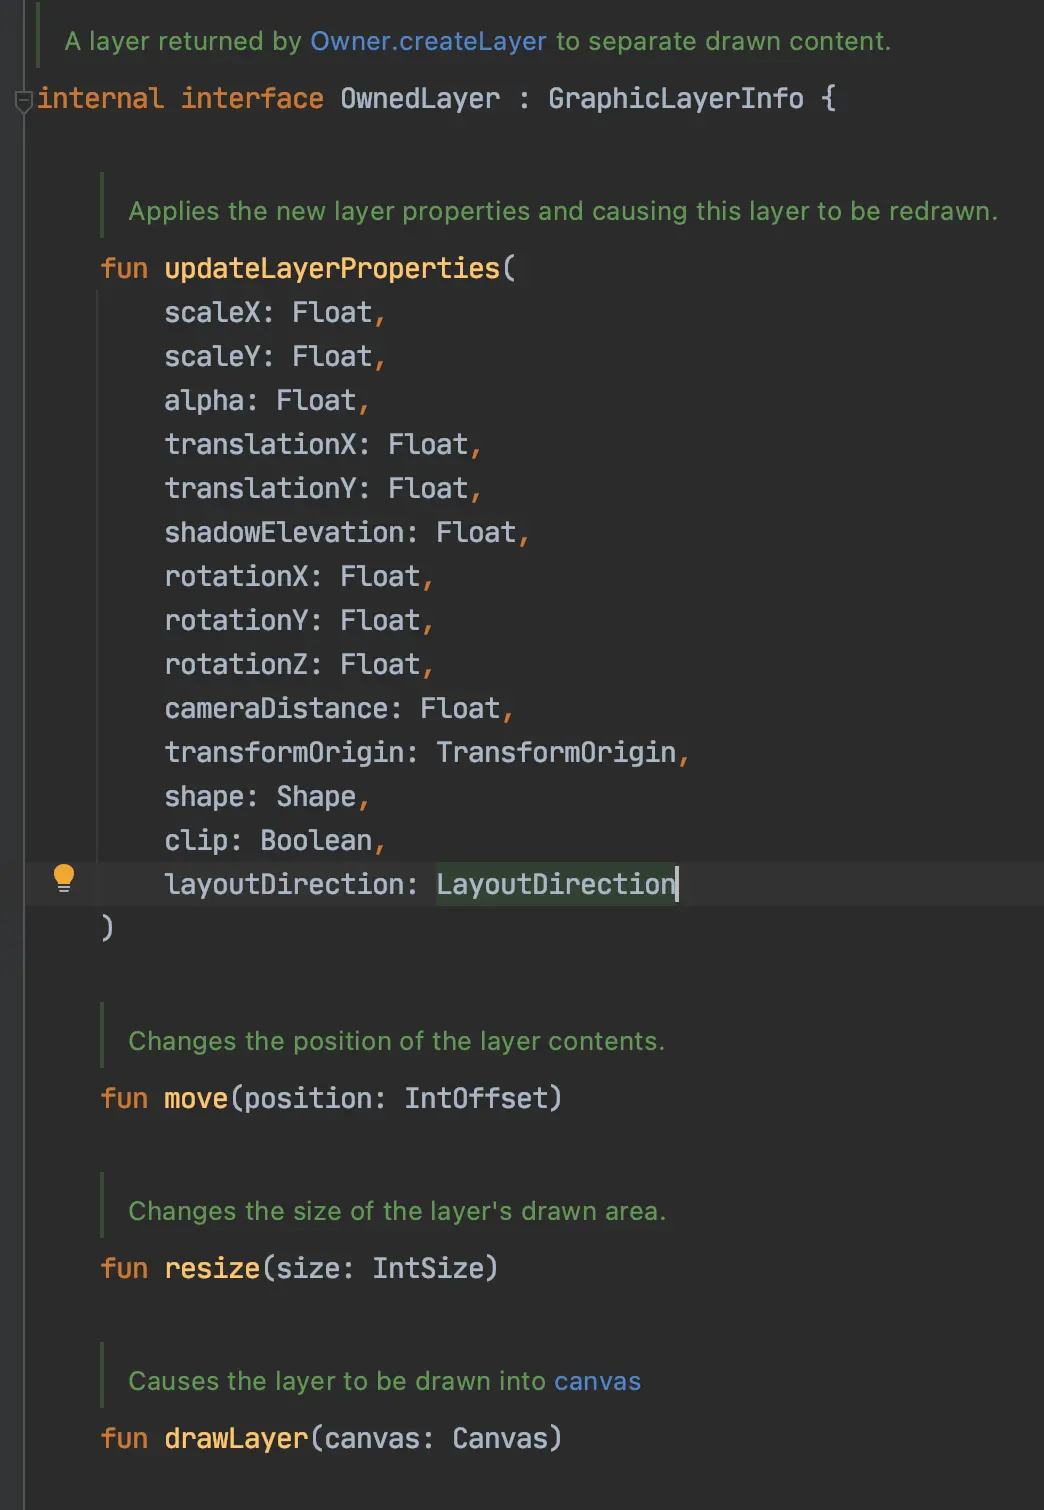 A layer returned by Owner.createLayer to separate drawn content.
internal interface OwnedLayer : GraphicLayerInfo {
Applies the new layer properties and causing this layer to be redrawn.
fun updateLayerProperties(
scaleX: Float,
scaleY: Float,
alpha: Float,
translationX: Float,
translationY: Float,
shadowElevation: Float,
rotationX: Float,
rotationY: Float,
rotationZ: Float,
cameraDistance: Float,
transformOrigin: TransformOrigin,
shape: Shape,
clip: Boolean,
layoutDirection: LayoutDirection
)
Changes the position of the layer contents.
fun move(position: IntOffset)
Changes the size of the layer's drawn area.
fun resize(size: IntSize)
Causes the layer to be drawn into canvas
fun drawLayer(canvas: Canvas)